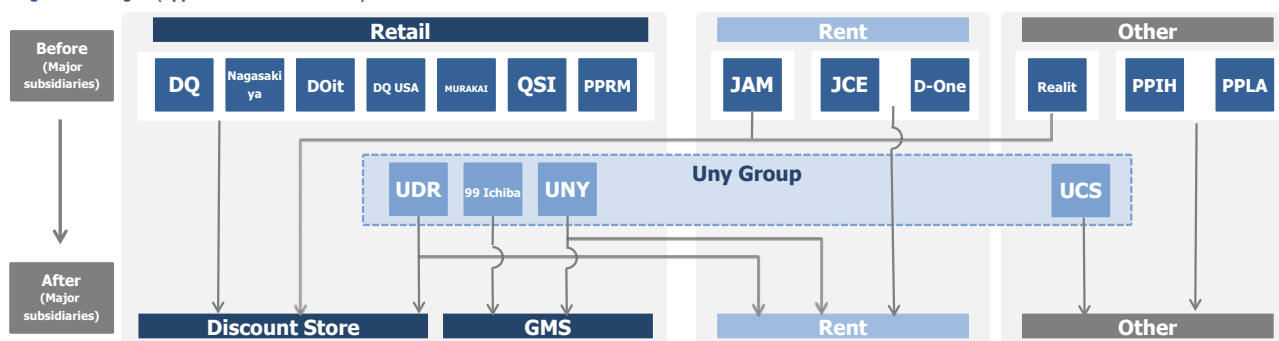 Retail
Rent
Other
Before
(Major
subsidiaries)
DQ
Nagasaki
ya
DOit
DQ USA
MURAKAI
QSI
PPRM
JAM
JCE
D-One
Realit
PPIH
PPLA
Uny Group
UDR
99 Ichiba
UNY
UCS
After
(Major
subsidiaries)
Discount Store
GMS
Rent
Other